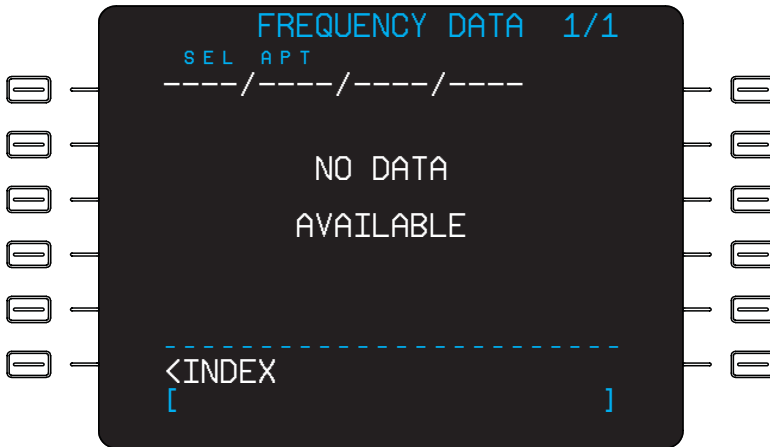 FREQUENCY DATA 1/1
SEL APT
----/----/----/----
NO DATA
AVAILABLE
------------------------
<INDEX
[ ]